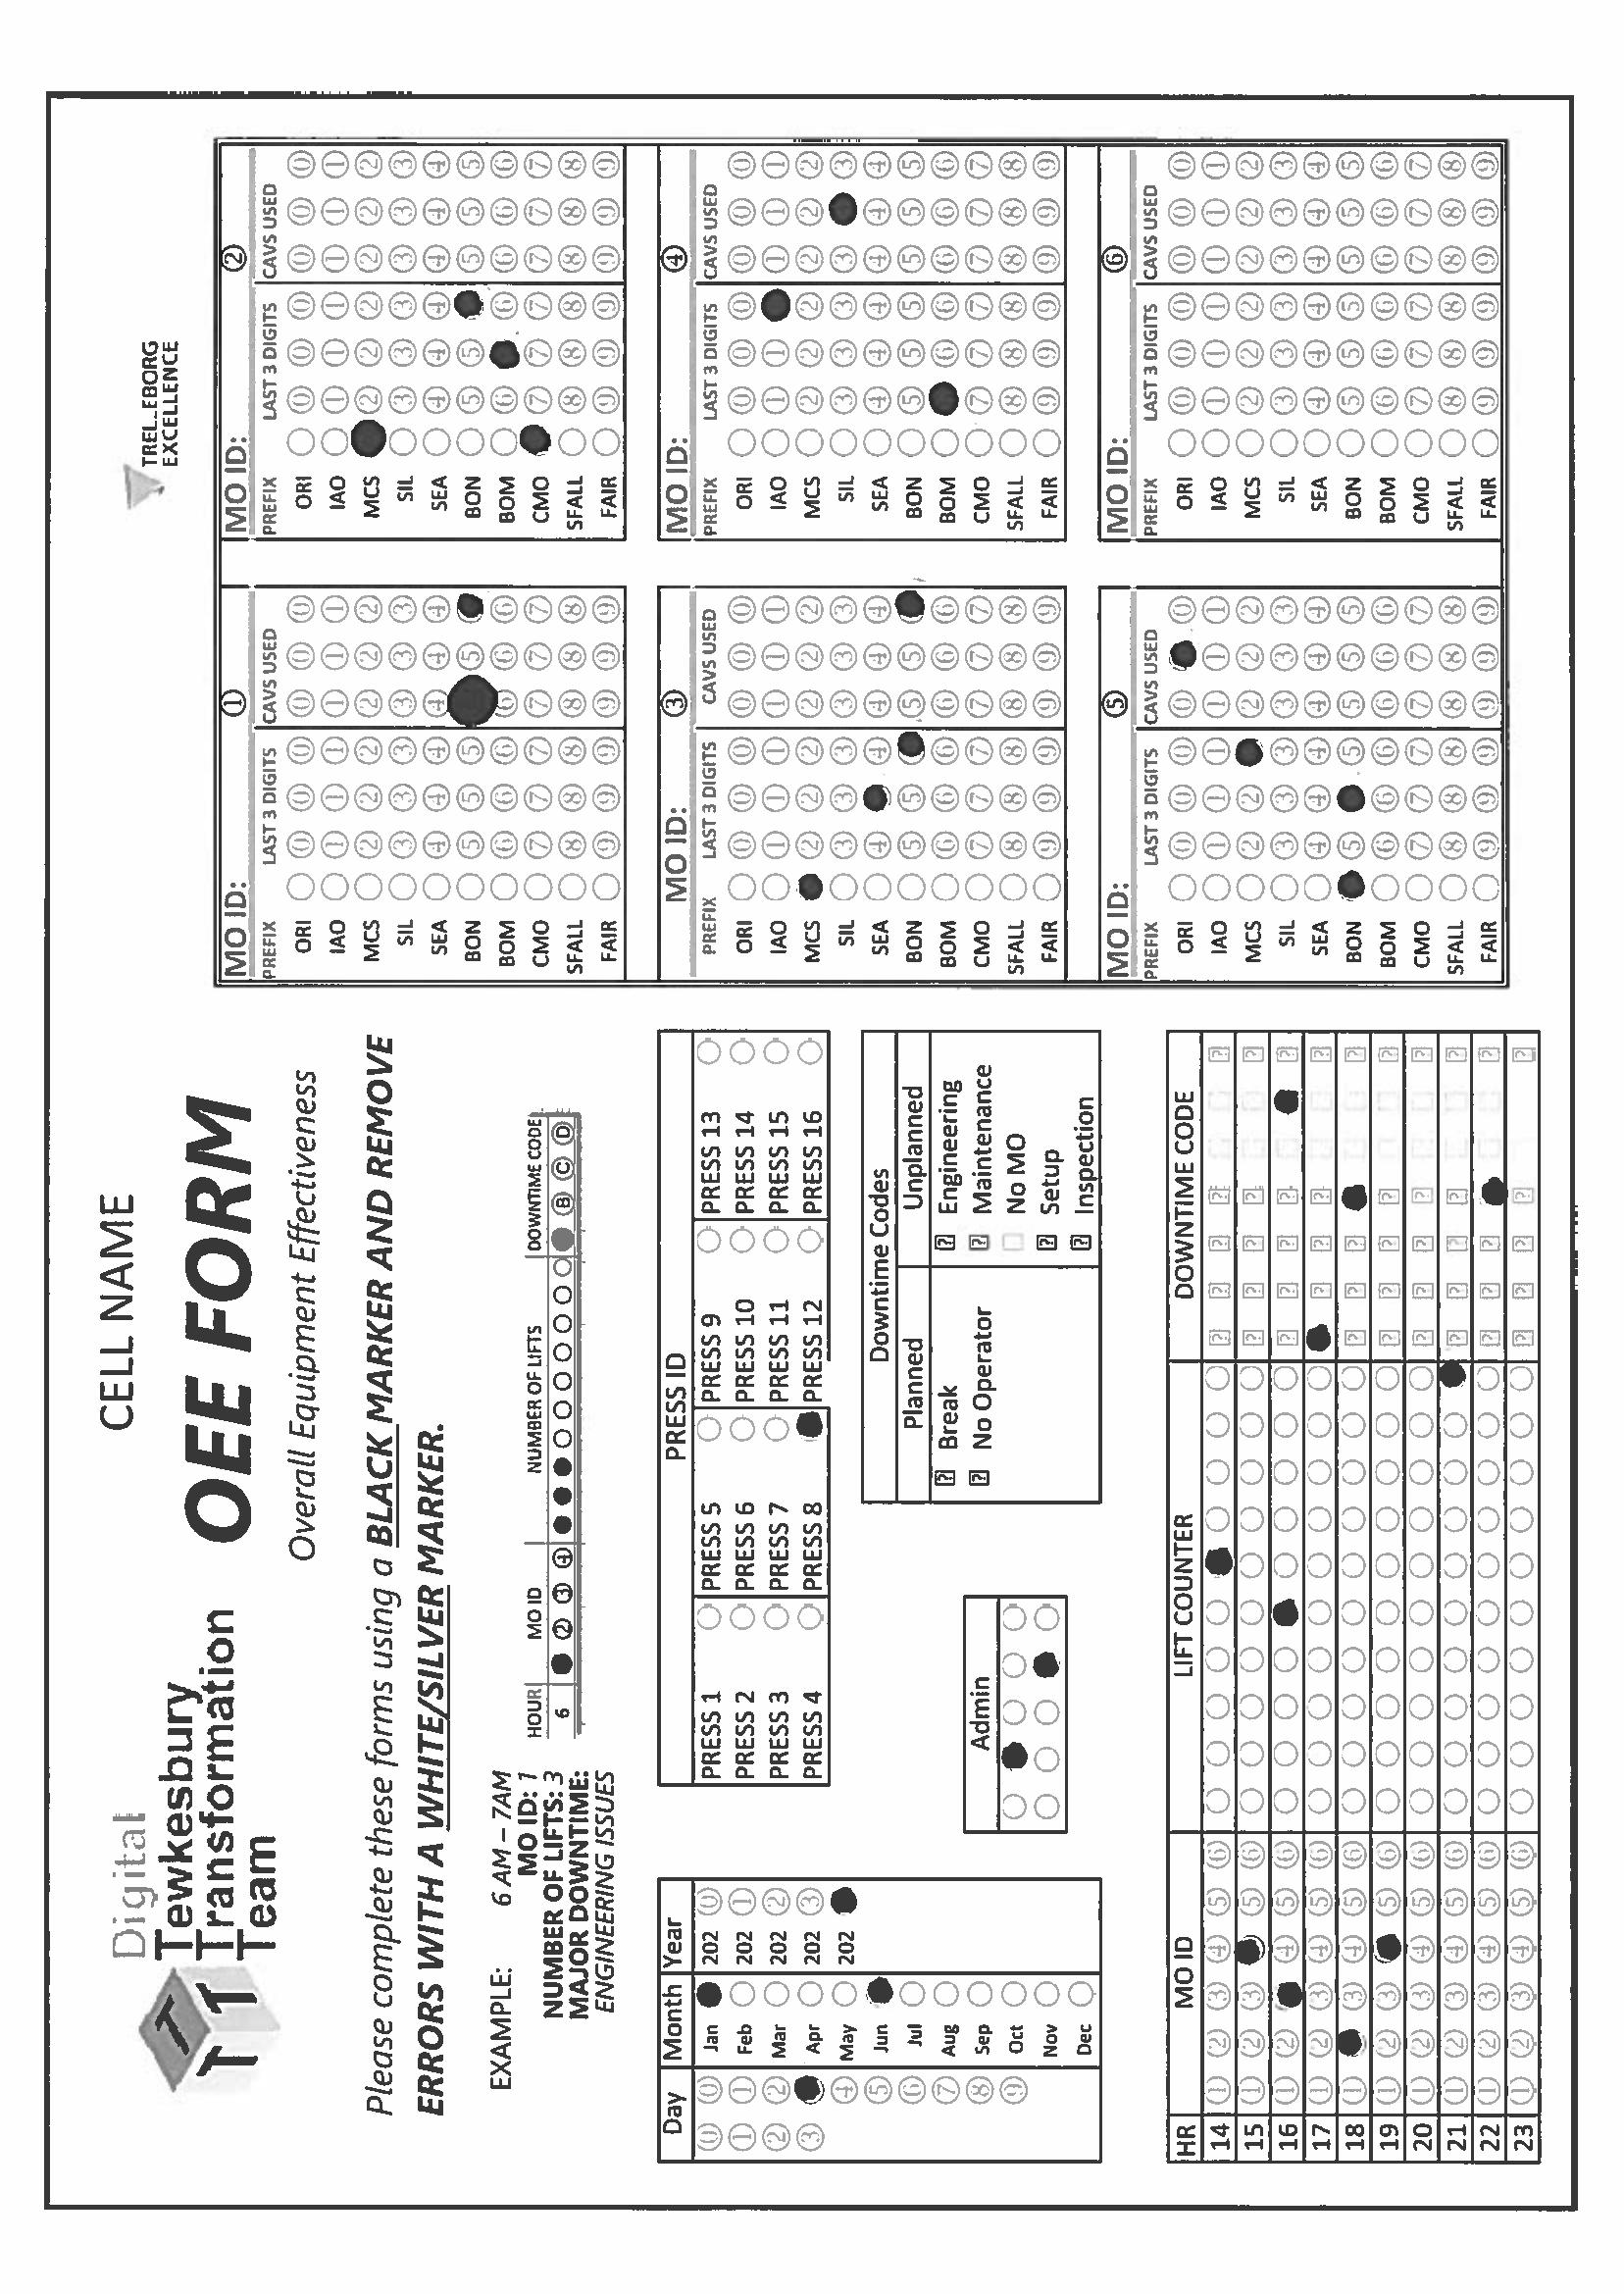 Digital
Tewkesbury
Transformation
Team
CELL NAME
OEE FORM
Overall Equipment Effectiveness
TRELLEBORG
EXCELLENCE
Please complete these forms using a BLACK MARKER AND REMOVE
ERRORS WITH A WHITE/SILVER MARKER.
EXAMPLE: 6 AM – 7AM
MO ID: 1
NUMBER OF LIFTS: 3
MAJOR DOWNTIME:
ENGINEERING ISSUES
HOUR MO ID NUMBER OF LIFTS DOWNTIME CODE
6 2 3 4 B C D
Day Month Year
0 0 Jan 202 0
1 1 Feb 202 1
2 2 Mar 202 2
3 Apr 202 3
4 May 202
5 Jun
6 Jul
7 Aug
8 Sep
9 Oct
Nov
Dec
PRESS ID
PRESS 1 PRESS 5 PRESS 9 PRESS 13
PRESS 2 PRESS 6 PRESS 10 PRESS 14
PRESS 3 PRESS 7 PRESS 11 PRESS 15
PRESS 4 PRESS 8 PRESS 12 PRESS 16
Downtime Codes
Planned Unplanned
? Break ? Engineering
? No Operator ? Maintenance
No MO
? Setup
? Inspection
Admin
HR MO ID LIFT COUNTER DOWNTIME CODE
14 1 2 3 4 5 6 ? ? ? ? ?
15 1 2 3 5 6 ? ? ? ? ?
16 1 2 4 5 6 ? ? ? ? ?
17 1 2 3 4 5 6 ? ? ? ?
18 1 3 4 5 6 ? ? ? ?
19 1 2 3 5 6 ? ? ? ? ?
20 1 2 3 4 5 6 ? ? ? ? ?
21 1 2 3 4 5 6 ? ? ? ? ?
22 1 2 3 4 5 6 ? ? ? ?
23 1 2 3 4 5 6 ? ? ? ? ?
MO ID: 1
PREFIX LAST 3 DIGITS CAVS USED
ORI 0 0 0 0 0 0
IAO 1 1 1 1 1 1
MCS 2 2 2 2 2 2
SIL 3 3 3 3 3 3
SEA 4 4 4 4 4 4
BON 5 5 5 5
BOM 6 6 6 6 6 6
CMO 7 7 7 7 7 7
SFALL 8 8 8 8 8 8
FAIR 9 9 9 9 9 9
MO ID: 2
PREFIX LAST 3 DIGITS CAVS USED
ORI 0 0 0 0 0 0
IAO 1 1 1 1 1 1
MCS 2 2 2 2 2 2
SIL 3 3 3 3 3 3
SEA 4 4 4 4 4 4
BON 5 5 5 5 5
BOM 6 6 6 6 6
CMO 7 7 7 7 7 7
SFALL 8 8 8 8 8 8
FAIR 9 9 9 9 9 9
MO ID: 3
PREFIX LAST 3 DIGITS CAVS USED
ORI 0 0 0 0 0 0
IAO 1 1 1 1 1 1
MCS 2 2 2 2 2 2
SIL 3 3 3 3 3 3
SEA 4 4 4 4 4
BON 5 5 5 5
BOM 6 6 6 6 6 6
CMO 7 7 7 7 7 7
SFALL 8 8 8 8 8 8
FAIR 9 9 9 9 9 9
MO ID: 4
PREFIX LAST 3 DIGITS CAVS USED
ORI 0 0 0 0 0 0
IAO 1 1 1 1 1
MCS 2 2 2 2 2 2
SIL 3 3 3 3 3
SEA 4 4 4 4 4 4
BON 5 5 5 5 5 5
BOM 6 6 6 6 6
CMO 7 7 7 7 7 7
SFALL 8 8 8 8 8 8
FAIR 9 9 9 9 9 9
MO ID: 5
PREFIX LAST 3 DIGITS CAVS USED
ORI 0 0 0 0 0
IAO 1 1 1 1 1 1
MCS 2 2 2 2 2
SIL 3 3 3 3 3 3
SEA 4 4 4 4 4 4
BON 5 5 5 5 5
BOM 6 6 6 6 6 6
CMO 7 7 7 7 7 7
SFALL 8 8 8 8 8 8
FAIR 9 9 9 9 9 9
MO ID: 6
PREFIX LAST 3 DIGITS CAVS USED
ORI 0 0 0 0 0 0
IAO 1 1 1 1 1 1
MCS 2 2 2 2 2 2
SIL 3 3 3 3 3 3
SEA 4 4 4 4 4 4
BON 5 5 5 5 5 5
BOM 6 6 6 6 6 6
CMO 7 7 7 7 7 7
SFALL 8 8 8 8 8 8
FAIR 9 9 9 9 9 9